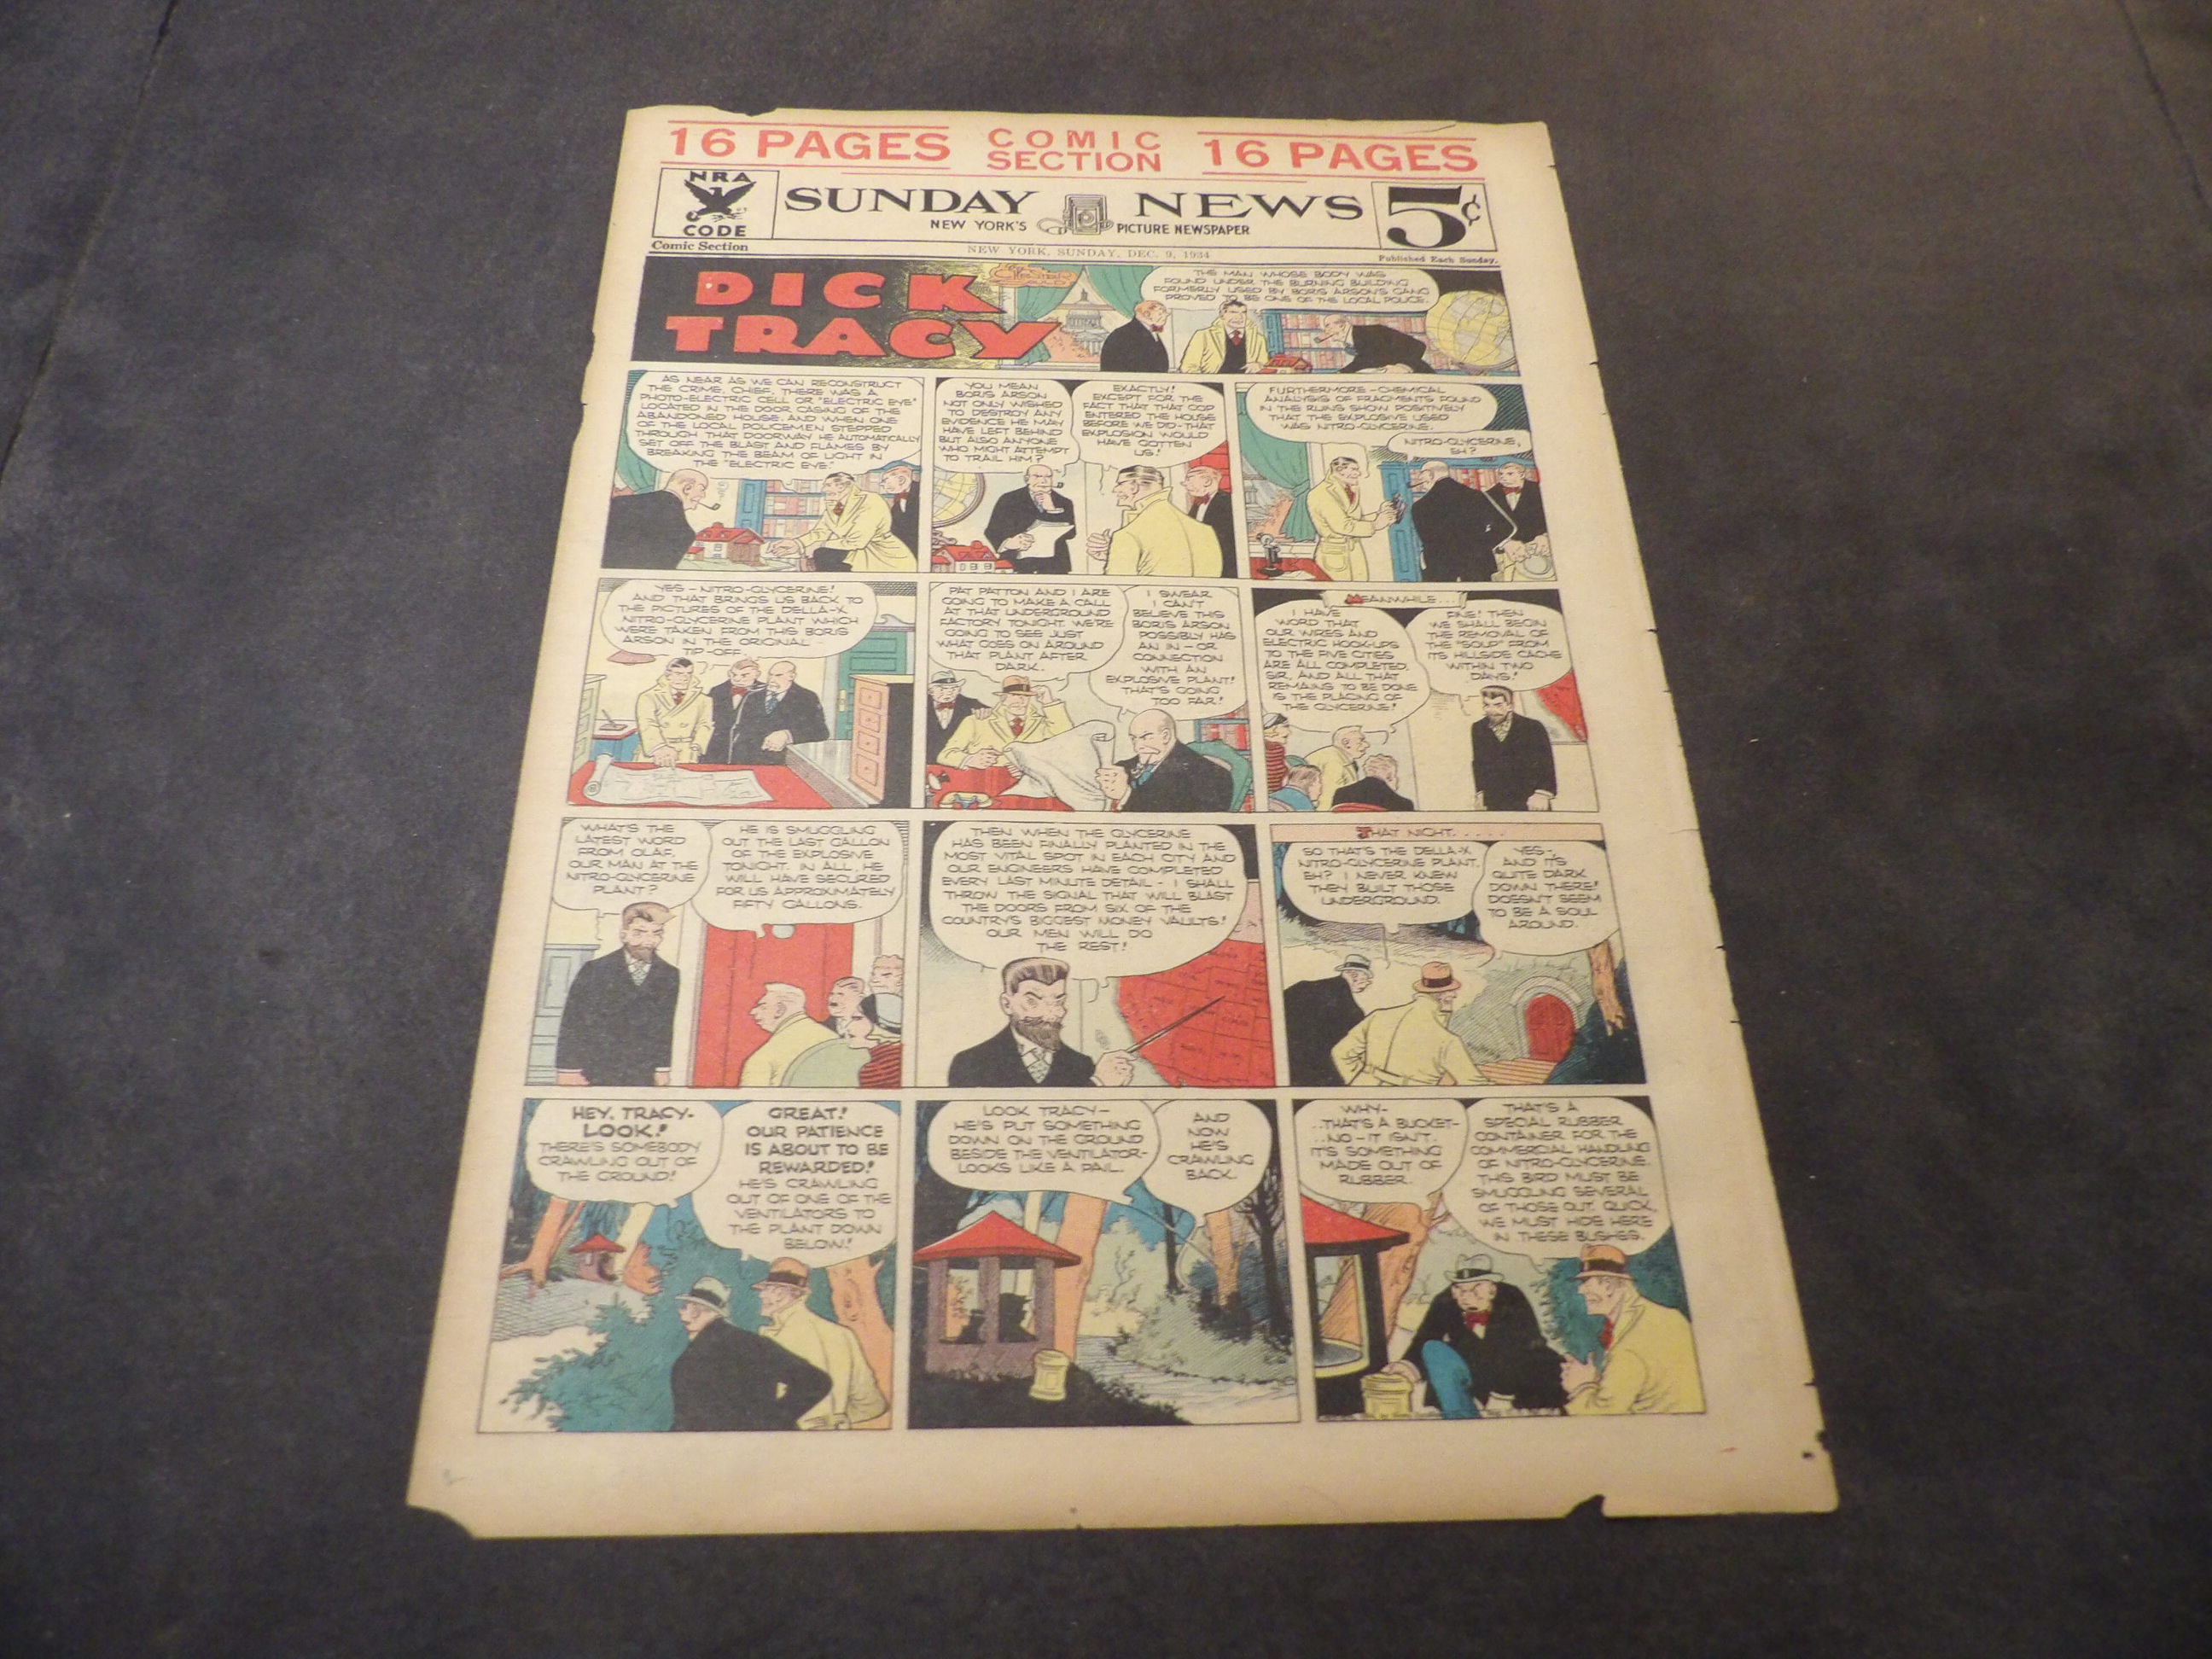 16 PAGES COMIC SECTION 16 PAGES
NRA
CODE
SUNDAY NEWS
NEW YORK'S PICTURE NEWSPAPER
5¢
Comic Section
NEW YORK, SUNDAY, DEC. 9, 1934
Published Each Sunday.
DICK
TRACY
THE MAN WHOSE BODY WAS
FOUND UNDER THE BURNING BUILDING
FORMERLY USED BY BORIS ARSON'S GANG
PROVED TO BE ONE OF THE LOCAL POLICE.
AS NEAR AS WE CAN RECONSTRUCT
THE CRIME, CHIEF, THERE WAS A
PHOTO-ELECTRIC CELL OR "ELECTRIC EYE"
LOCATED IN THE DOOR CASING OF THE
ABANDONED HOUSE. AND WHEN ONE
OF THE LOCAL POLICEMEN STEPPED
THROUGH THAT DOORWAY HE AUTOMATICALLY
SET OFF THE BLAST AND FLAMES BY
BREAKING THE BEAM OF LIGHT IN
THE "ELECTRIC EYE."
YOU MEAN
BORIS ARSON
NOT ONLY WISHED
TO DESTROY ANY
EVIDENCE HE MAY
HAVE LEFT BEHIND
BUT ALSO ANYONE
WHO MIGHT ATTEMPT
TO TRAIL HIM?
EXACTLY!
EXCEPT FOR THE
FACT THAT THAT COP
ENTERED THE HOUSE
BEFORE WE DID - THAT
EXPLOSION WOULD
HAVE GOTTEN
US!
FURTHERMORE - CHEMICAL
ANALYSIS OF FRAGMENTS FOUND
IN THE RUINS SHOW POSITIVELY
THAT THE EXPLOSIVE USED
WAS NITRO-GLYCERINE.
NITRO-GLYCERINE,
EH?
YES - NITRO-GLYCERINE!
AND THAT BRINGS US BACK TO
THE PICTURES OF THE DELLA-X
NITRO-GLYCERINE PLANT WHICH
WERE TAKEN FROM THIS BORIS
ARSON IN THE ORIGINAL
TIP-OFF.
PAT PATTON AND I ARE
GOING TO MAKE A CALL
AT THAT UNDERGROUND
FACTORY TONIGHT. WE'RE
GOING TO SEE JUST
WHAT GOES ON AROUND
THAT PLANT AFTER
DARK.
I SWEAR
I CAN'T
BELIEVE THIS
BORIS ARSON
POSSIBLY HAS
AN IN - OR
CONNECTION
WITH AN
EXPLOSIVE PLANT!
THAT'S GOING
TOO FAR!
MEANWHILE...
I HAVE
WORD THAT
OUR WIRES AND
ELECTRIC HOOK-UPS
TO THE FIVE CITIES
ARE ALL COMPLETED,
SIR, AND ALL THAT
REMAINS TO BE DONE
IS THE PLACING OF
THE GLYCERINE!
FINE! THEN
WE SHALL BEGIN
THE REMOVAL OF
THE "SOUP" FROM
ITS HILLSIDE CACHE
WITHIN TWO
DAYS!
WHAT'S THE
LATEST WORD
FROM OLAF,
OUR MAN AT THE
NITRO-GLYCERINE
PLANT?
HE IS SMUGGLING
OUT THE LAST GALLON
OF THE EXPLOSIVE
TONIGHT. IN ALL, HE
WILL HAVE SECURED
FOR US APPROXIMATELY
FIFTY GALLONS.
THEN WHEN THE GLYCERINE
HAS BEEN FINALLY PLANTED IN THE
MOST VITAL SPOT IN EACH CITY AND
OUR ENGINEERS HAVE COMPLETED
EVERY LAST MINUTE DETAIL - I SHALL
THROW THE SIGNAL THAT WILL BLAST
THE DOORS FROM SIX OF THE
COUNTRY'S BIGGEST MONEY VAULTS!
OUR MEN WILL DO
THE REST!
THAT NIGHT.....
SO THAT'S THE DELLA-X
NITRO-GLYCERINE PLANT,
EH? I NEVER KNEW
THEY BUILT THOSE
UNDERGROUND.
YES -
AND IT'S
QUITE DARK
DOWN THERE!
DOESN'T SEEM
TO BE A SOUL
AROUND.
HEY, TRACY-
LOOK!
THERE'S SOMEBODY
CRAWLING OUT OF
THE GROUND!
GREAT!
OUR PATIENCE
IS ABOUT TO BE
REWARDED!
HE'S CRAWLING
OUT OF ONE OF THE
VENTILATORS TO
THE PLANT DOWN
BELOW!
LOOK TRACY -
HE'S PUT SOMETHING
DOWN ON THE GROUND
BESIDE THE VENTILATOR-
LOOKS LIKE A PAIL.
AND
NOW
HE'S
CRAWLING
BACK.
WHY-
..THAT'S A BUCKET-
..NO - IT ISN'T.
IT'S SOMETHING
MADE OUT OF
RUBBER.
THAT'S A
SPECIAL RUBBER
CONTAINER FOR THE
COMMERCIAL HANDLING
OF NITRO-GLYCERINE.
THIS BIRD MUST BE
SMUGGLING SEVERAL
OF THOSE OUT. QUICK,
WE MUST HIDE HERE
IN THESE BUSHES.